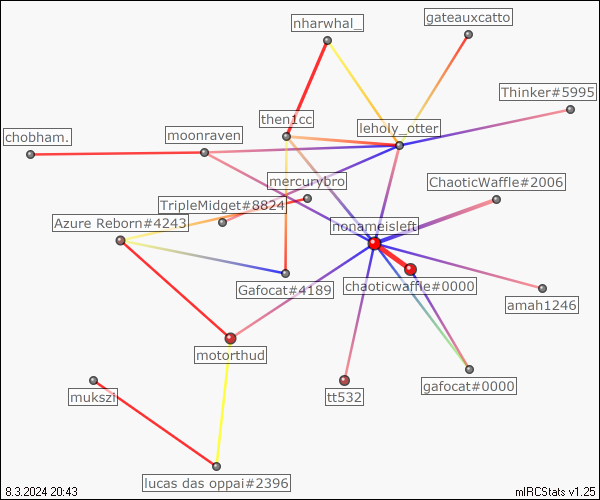 nharwhal_
gateauxcatto
Thinker#5995
then1cc
leholy_otter
chobham.
moonraven
mercurybro
ChaoticWaffle#2006
TripleMidget#8824
Azure Reborn#4243
nonameisleft
Gafocat#4189
chaoticwaffle#0000
amah1246
motorthud
gafocat#0000
mukszi
tt532
lucas das oppai#2396
8.3.2024 20:43
mIRCStats v1.25